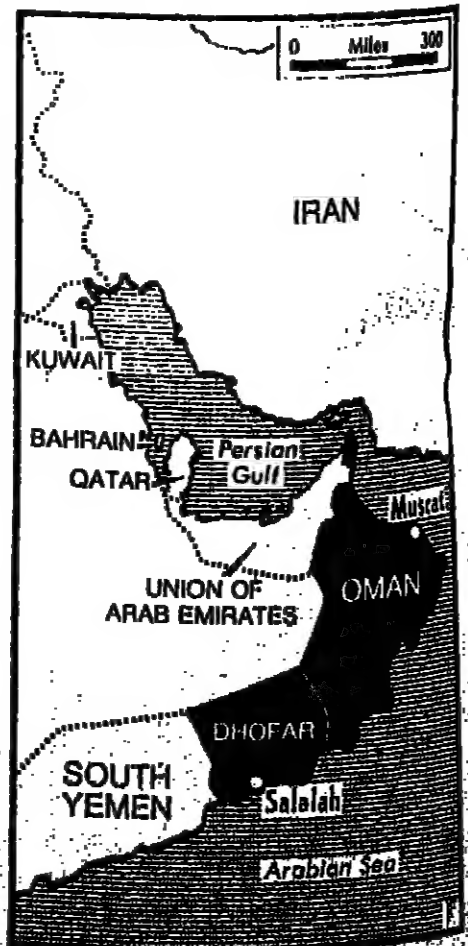 0 Miles 300
IRAN
KUWAIT
BAHRAIN
QATAR
Persian
Gulf
Muscat
UNION OF
ARAB EMIRATES
OMAN
DHOFAR
SOUTH
YEMEN
Salalah
Arabian Sea